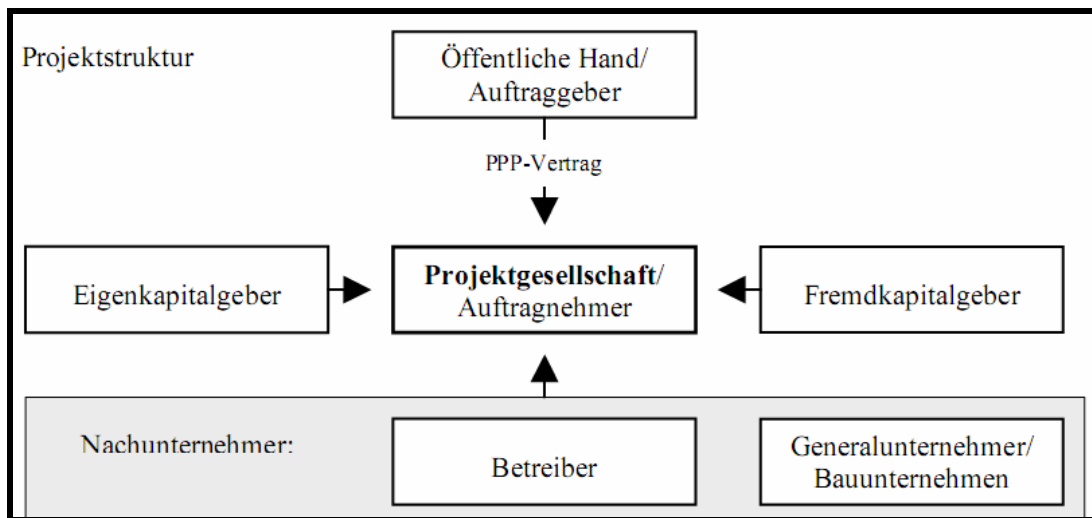 Projektstruktur
Öffentliche Hand/
Auftraggeber
PPP-Vertrag
Eigenkapitalgeber
Projektgesellschaft/
Auftragnehmer
Fremdkapitalgeber
Nachunternehmer:
Betreiber
Generalunternehmer/
Bauunternehmen